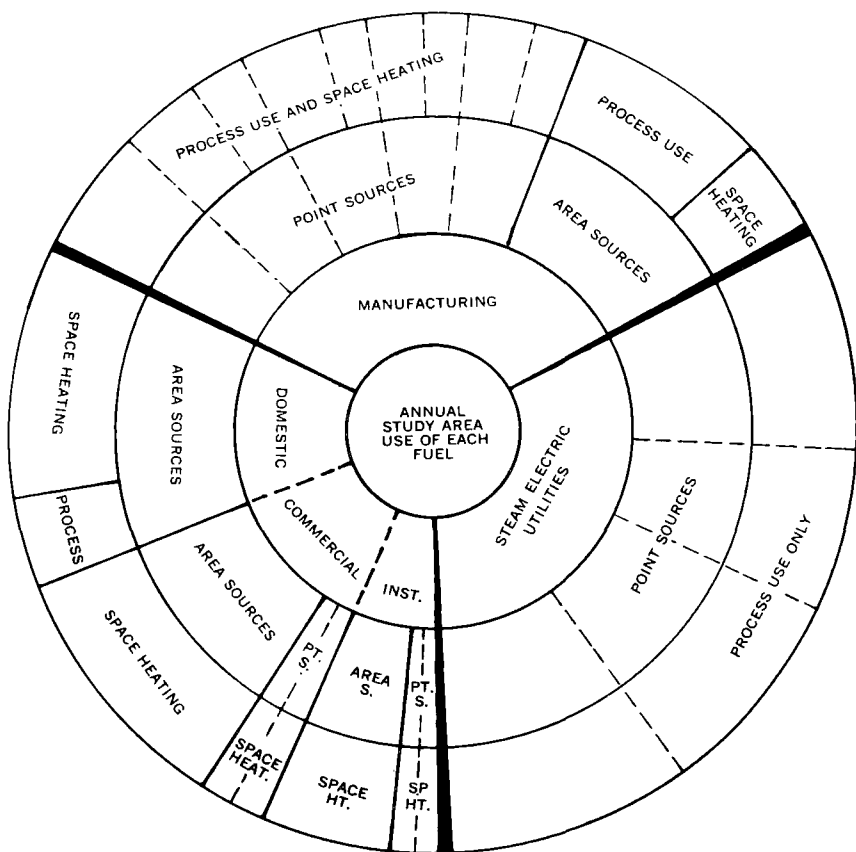 PROCESS USE AND SPACE HEATING
PROCESS USE
SPACE
HEATING
POINT SOURCES
AREA SOURCES
MANUFACTURING
SPACE HEATING
AREA SOURCES
DOMESTIC
ANNUAL
STUDY AREA
USE OF EACH
FUEL
STEAM ELECTRIC
UTILITIES
POINT SOURCES
PROCESS USE ONLY
PROCESS
COMMERCIAL
AREA SOURCES
SPACE HEATING
INST.
PT.
S.
AREA
S.
PT.
S.
SPACE
HEAT.
SPACE
HT.
SP
HT.